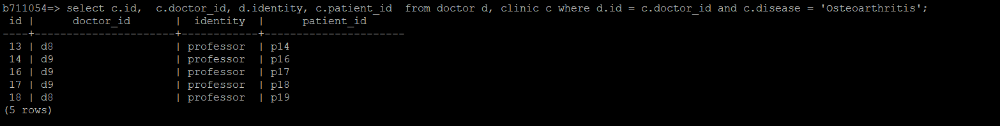 b711054=> select c.id,  c.doctor_id, d.identity, c.patient_id  from doctor d, clinic c where d.id = c.doctor_id and c.disease = 'Osteoarthritis';
 id |      doctor_id       |  identity  |      patient_id
----+----------------------+------------+----------------------
 13 | d8                   | professor  | p14
 14 | d9                   | professor  | p16
 16 | d9                   | professor  | p17
 17 | d9                   | professor  | p18
 18 | d8                   | professor  | p19
(5 rows)